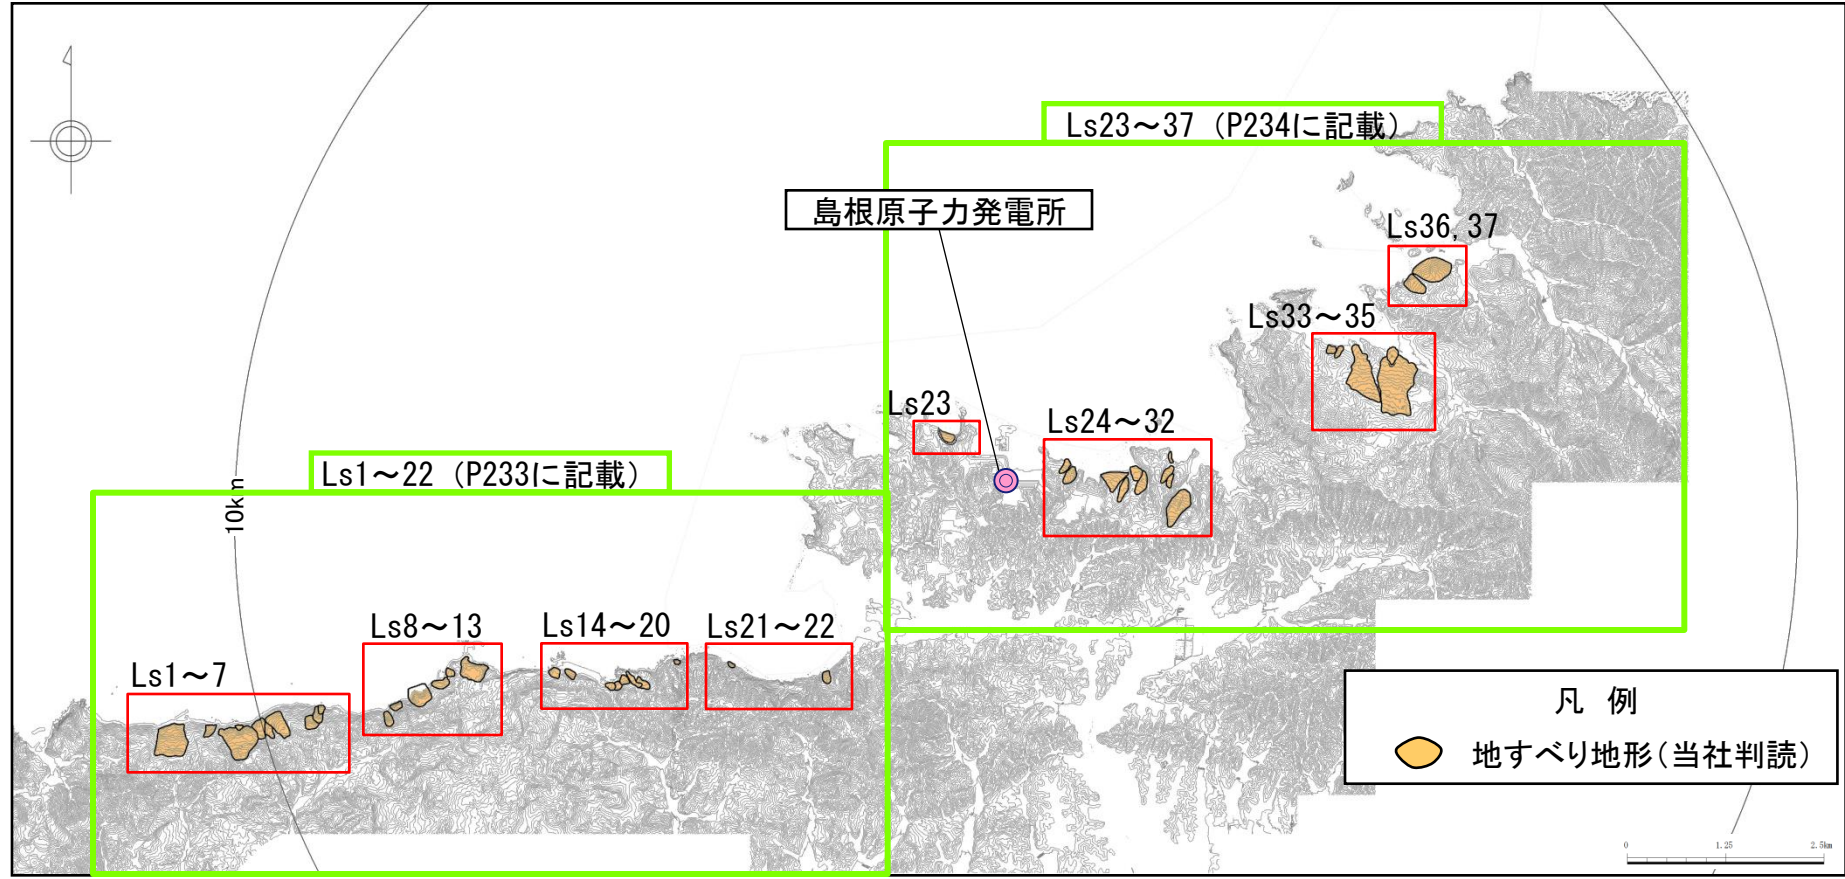 Ls23～37（P234に記載）
島根原子力発電所
Ls36, 37
Ls33～35
Ls23
Ls24～32
Ls1～22（P233に記載）
10km
Ls8～13
Ls14～20
Ls21～22
Ls1～7
凡 例
地すべり地形（当社判読）
0 1.25 2.5km